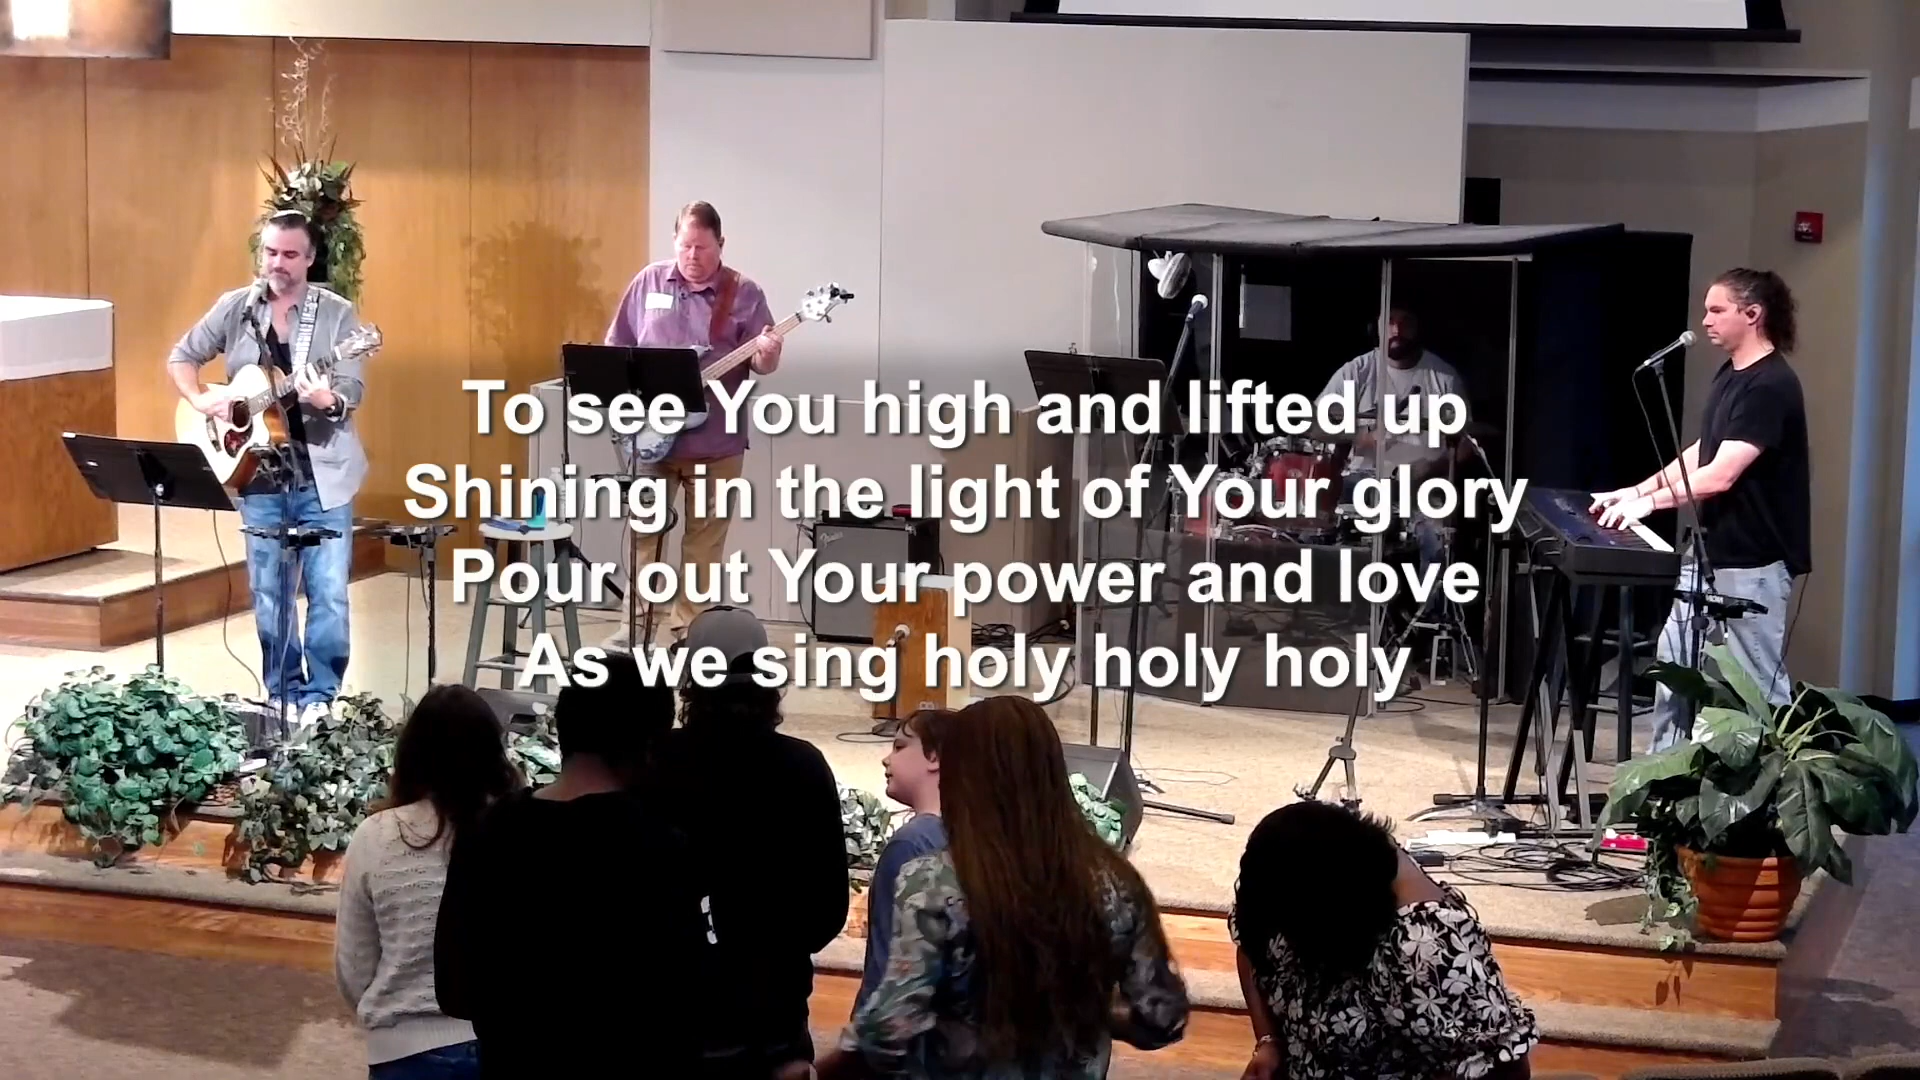 To see You high and lifted up
Shining in the light of Your glory
Pour out Your power and love
As we sing holy holy holy
Fender